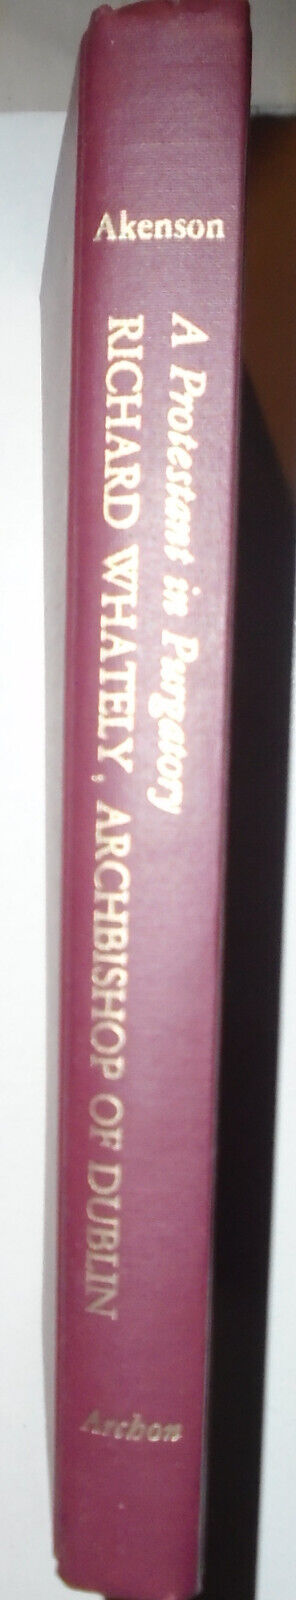 Akenson
A Protestant in Purgatory
RICHARD WHATELY, ARCHBISHOP OF DUBLIN
Archon